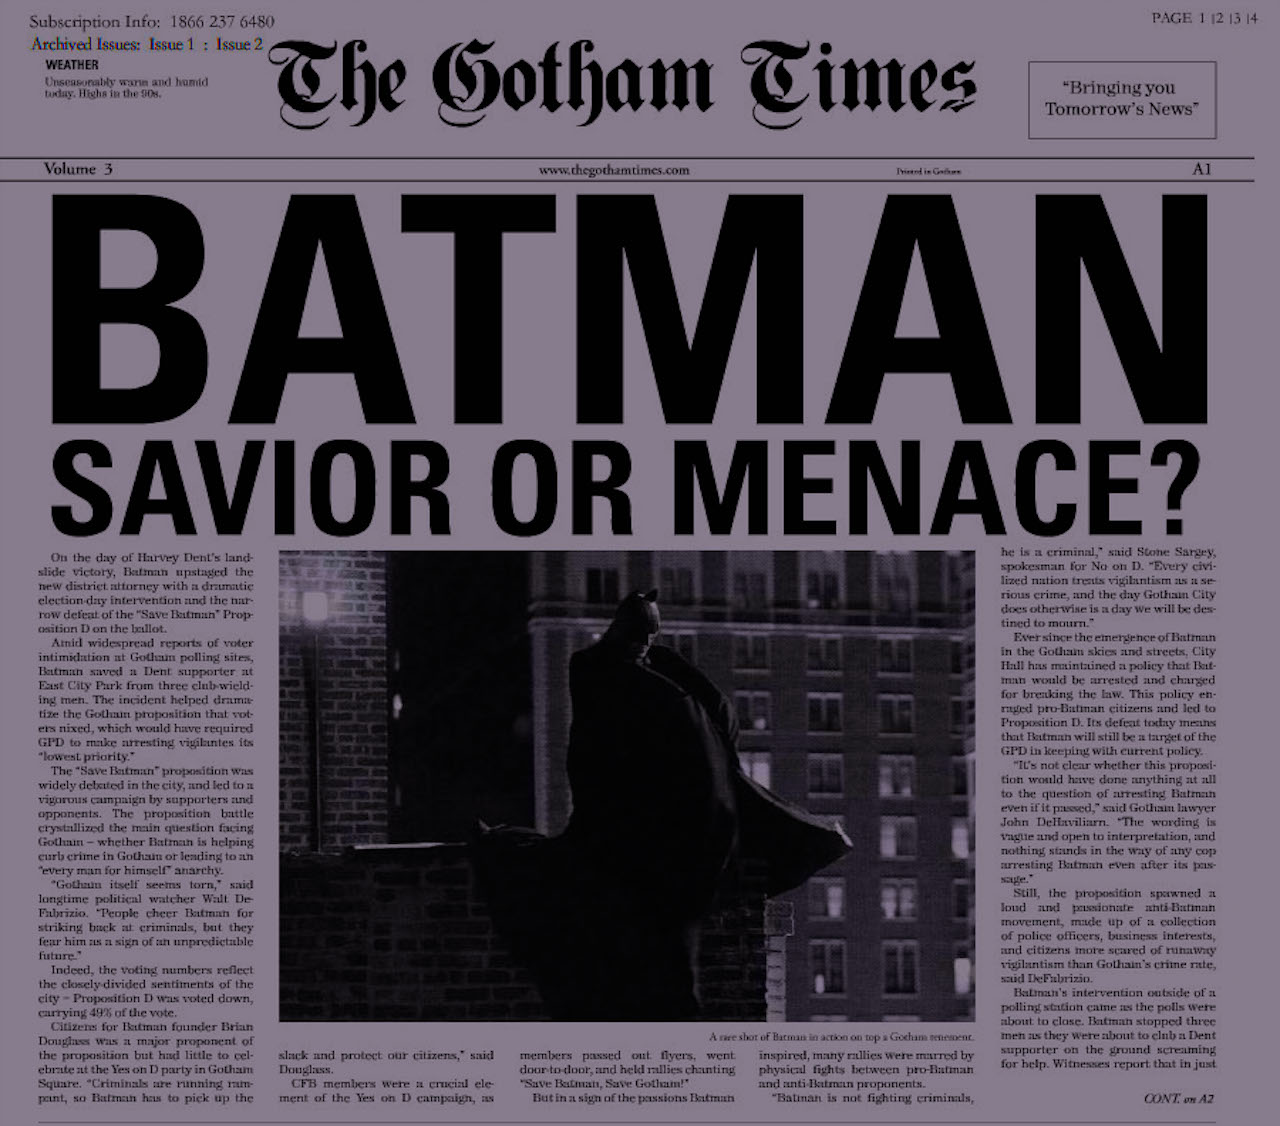 Subscription Info: 1866 237 6480
PAGE 1 |2 |3 |4
Archived Issues: Issue 1 : Issue 2
WEATHER
Unseasonably warm and humid
today. Highs in the 90s.
The Gotham Times
"Bringing you
Tomorrow's News"
Volume 3
www.thegothamtimes.com
Printed in Gotham
A1
BATMAN
SAVIOR OR MENACE?
On the day of Harvey Dent's land-
slide victory, Batman upstaged the
new district attorney with a dramatic
election-day intervention and the nar-
row defeat of the "Save Batman" Prop-
osition D on the ballot.
Amid widespread reports of voter
intimidation at Gotham polling sites,
Batman saved a Dent supporter at
East City Park from three club-wield-
ing men. The incident helped drama-
tize the Gotham proposition that vot-
ers nixed, which would have required
GPD to make arresting vigilantes its
"lowest priority."
The "Save Batman" proposition was
widely debated in the city, and led to a
vigorous campaign by supporters and
opponents. The proposition battle
crystallized the main question facing
Gotham – whether Batman is helping
curb crime in Gotham or leading to an
"every man for himself" anarchy.
"Gotham itself seems torn," said
longtime political watcher Walt De-
Fabrizio. "People cheer Batman for
striking back at criminals, but they
fear him as a sign of an unpredictable
future."
Indeed, the voting numbers reflect
the closely-divided sentiments of the
city – Proposition D was voted down,
carrying 49% of the vote.
Citizens for Batman founder Brian
Douglass was a major proponent of
the proposition but had little to cel-
ebrate at the Yes on D party in Gotham
Square. "Criminals are running ram-
pant, so Batman has to pick up the
A rare shot of Batman in action on top a Gotham tenement.
slack and protect our citizens," said
Douglass.
CFB members were a crucial ele-
ment of the Yes on D campaign, as
members passed out flyers, went
door-to-door, and held rallies chanting
"Save Batman, Save Gotham!"
But in a sign of the passions Batman
inspired, many rallies were marred by
physical fights between pro-Batman
and anti-Batman proponents.
"Batman is not fighting criminals,
he is a criminal," said Stone Sargey,
spokesman for No on D. "Every civi-
lized nation treats vigilantism as a se-
rious crime, and the day Gotham City
does otherwise is a day we will be des-
tined to mourn."
Ever since the emergence of Batman
in the Gotham skies and streets, City
Hall has maintained a policy that Bat-
man would be arrested and charged
for breaking the law. This policy en-
raged pro-Batman citizens and led to
Proposition D. Its defeat today means
that Batman will still be a target of the
GPD in keeping with current policy.
"It's not clear whether this proposi-
tion would have done anything at all
to the question of arresting Batman
even if it passed," said Gotham lawyer
John DeHaviliarn. "The wording is
vague and open to interpretation, and
nothing stands in the way of any cop
arresting Batman even after its pas-
sage."
Still, the proposition spawned a
loud and passionate anti-Batman
movement, made up of a collection
of police officers, business interests,
and citizens more scared of runaway
vigilantism than Gotham's crime rate,
said DeFabrizio.
Batman's intervention outside of a
polling station came as the polls were
about to close. Batman stopped three
men as they were about to club a Dent
supporter on the ground screaming
for help. Witnesses report that in just
CONT. on A2